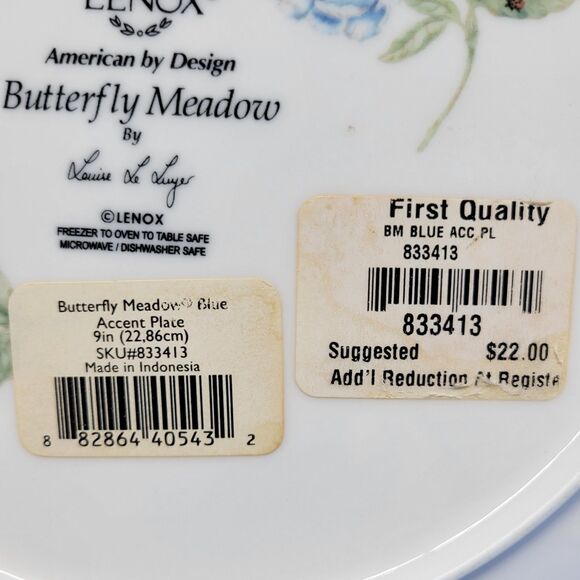 LENOX
American by Design
Butterfly Meadow
By
Louise Le Luyer
©LENOX
FREEZER TO OVEN TO TABLE SAFE
MICROWAVE / DISHWASHER SAFE
Butterfly Meadow® Blue
Accent Plate
9in (22,86cm)
SKU#833413
Made in Indonesia
8 82864 40543 2
First Quality
BM BLUE ACC PL
833413
833413
Suggested $22.00
Add'l Reduction At Registe